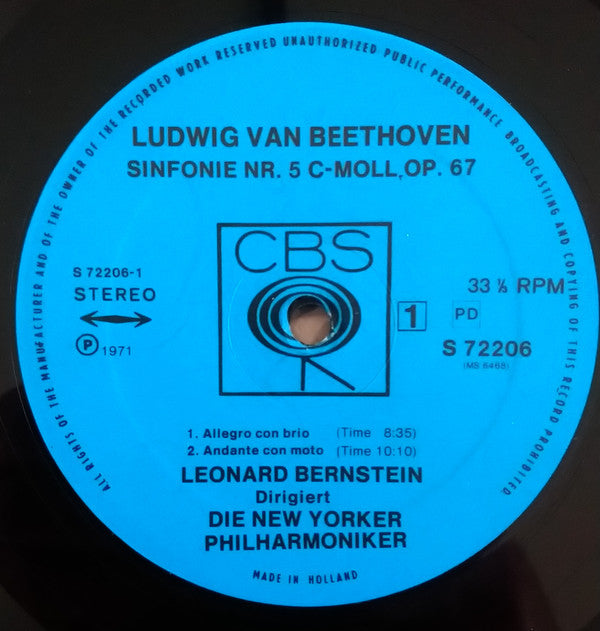 ALL RIGHTS OF THE MANUFACTURER AND OF THE OWNER OF THE RECORDED WORK RESERVED UNAUTHORIZED PUBLIC PERFORMANCE BROADCASTING AND COPYING OF THIS RECORD PROHIBITED
LUDWIG VAN BEETHOVEN
SINFONIE NR. 5 C-MOLL, OP. 67
CBS
S 72206-1
STEREO
℗ 1971
33 ⅓ RPM
1 PD
S 72206
(MS 6468)
1. Allegro con brio (Time 8:35)
2. Andante con moto (Time 10:10)
LEONARD BERNSTEIN
Dirigiert
DIE NEW YORKER
PHILHARMONIKER
MADE IN HOLLAND